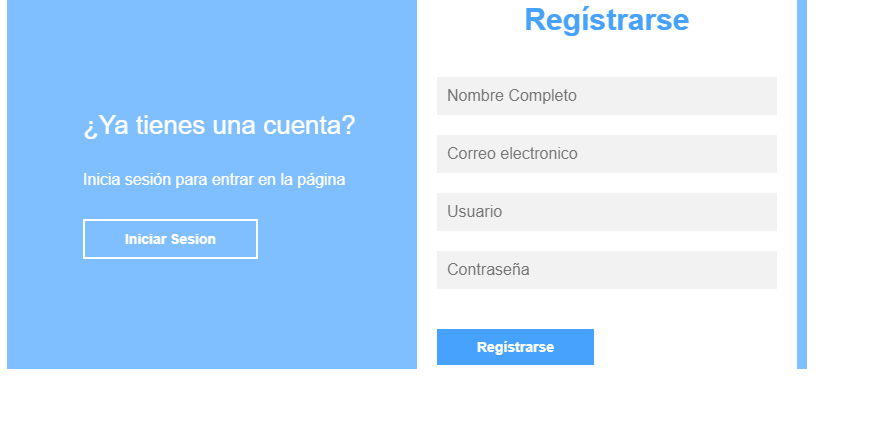 ¿Ya tienes una cuenta?
Inicia sesión para entrar en la página
Iniciar Sesion
Regístrarse
Nombre Completo
Correo electronico
Usuario
Contraseña
Regístrarse